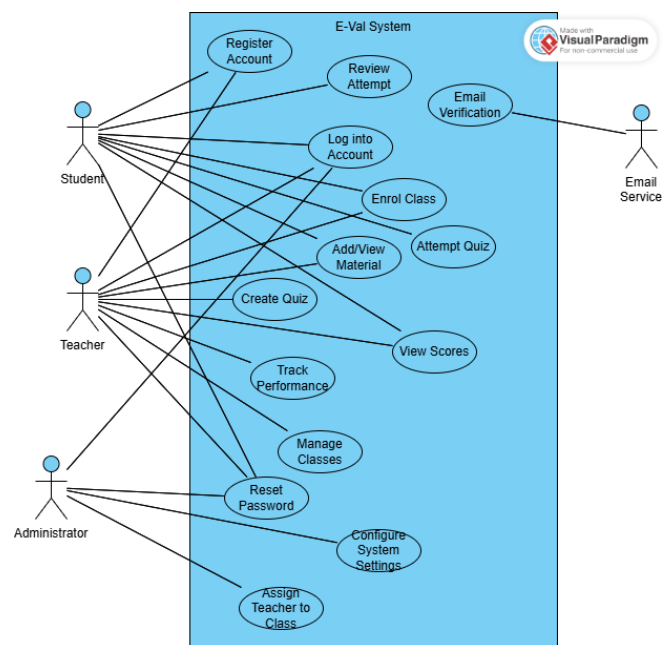 E-Val System
Made with
Visual Paradigm
For non-commercial use
Register
Account
Review
Attempt
Email
Verification
Student
Log into
Account
Email
Service
Enrol Class
Add/View
Material
Attempt Quiz
Teacher
Create Quiz
View Scores
Track
Performance
Manage
Classes
Administrator
Reset
Password
Configure
System
Settings
Assign
Teacher to
Class